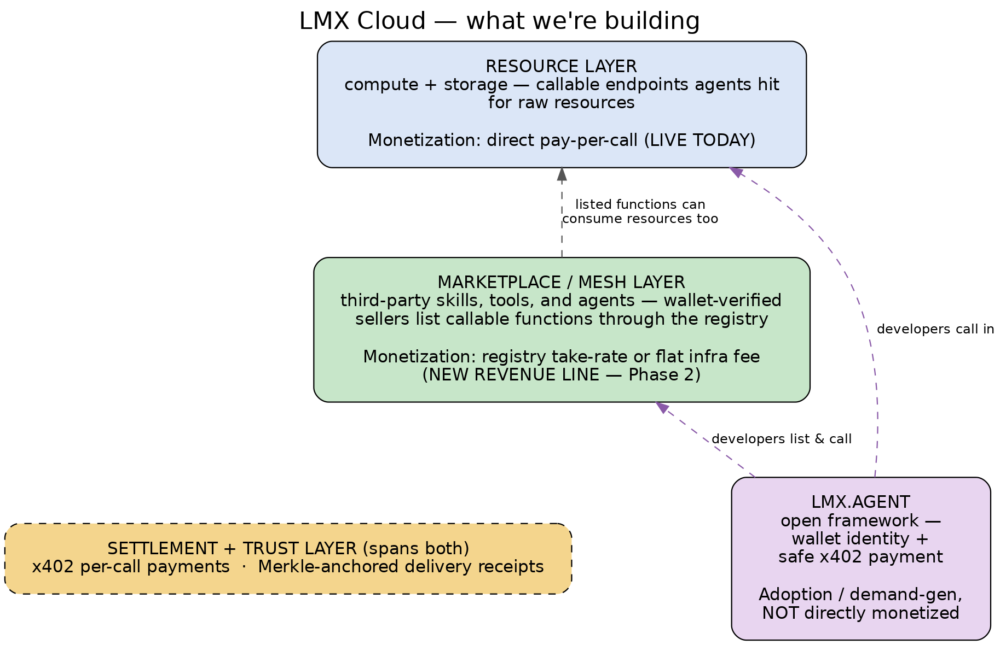 LMX Cloud — what we're building
RESOURCE LAYER
compute + storage — callable endpoints agents hit
for raw resources
Monetization: direct pay-per-call (LIVE TODAY)
listed functions can
consume resources too
MARKETPLACE / MESH LAYER
third-party skills, tools, and agents — wallet-verified
sellers list callable functions through the registry
Monetization: registry take-rate or flat infra fee
(NEW REVENUE LINE — Phase 2)
developers call in
developers list & call
LMX.AGENT
open framework —
wallet identity +
safe x402 payment
Adoption / demand-gen,
NOT directly monetized
SETTLEMENT + TRUST LAYER (spans both)
x402 per-call payments · Merkle-anchored delivery receipts